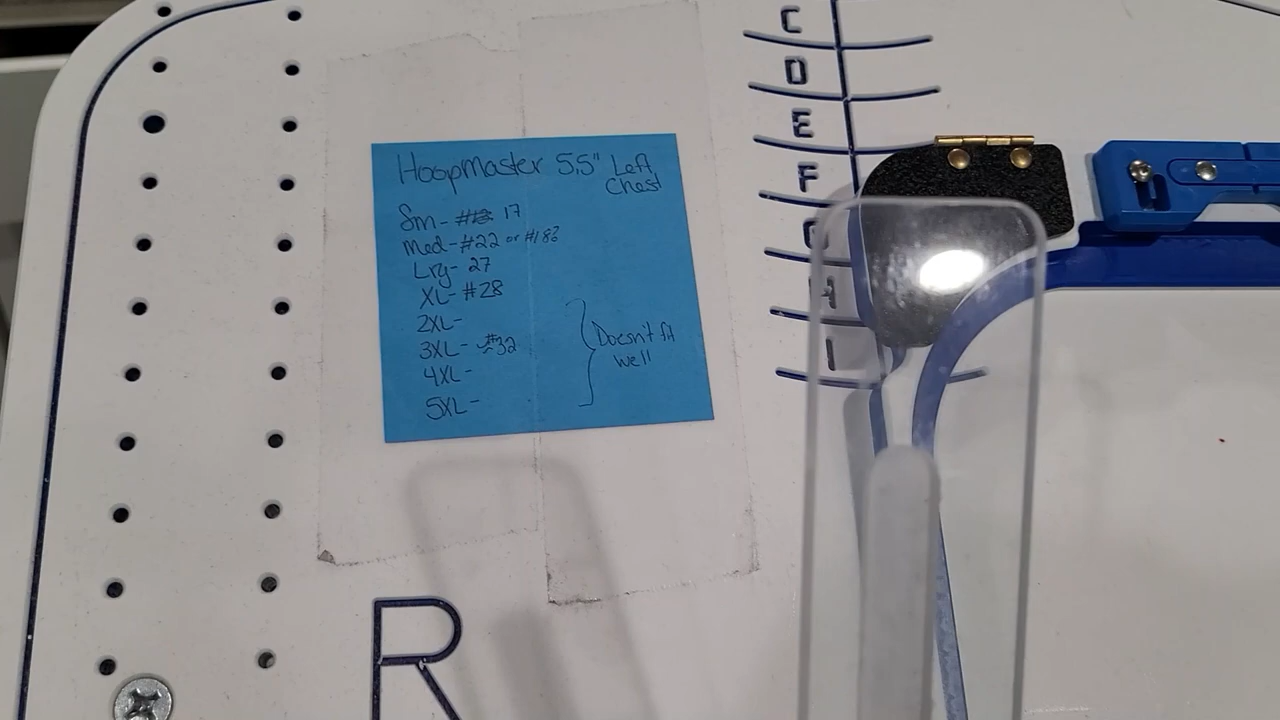 C
D
E
F
G
H
I
HoopMaster 5.5" Left
Chest
Sm- 17
Med- #22 or #18?
Lrg- 27
XL- #28
2XL-
3XL- #32
4XL-
5XL-
Doesn't fit
well
R